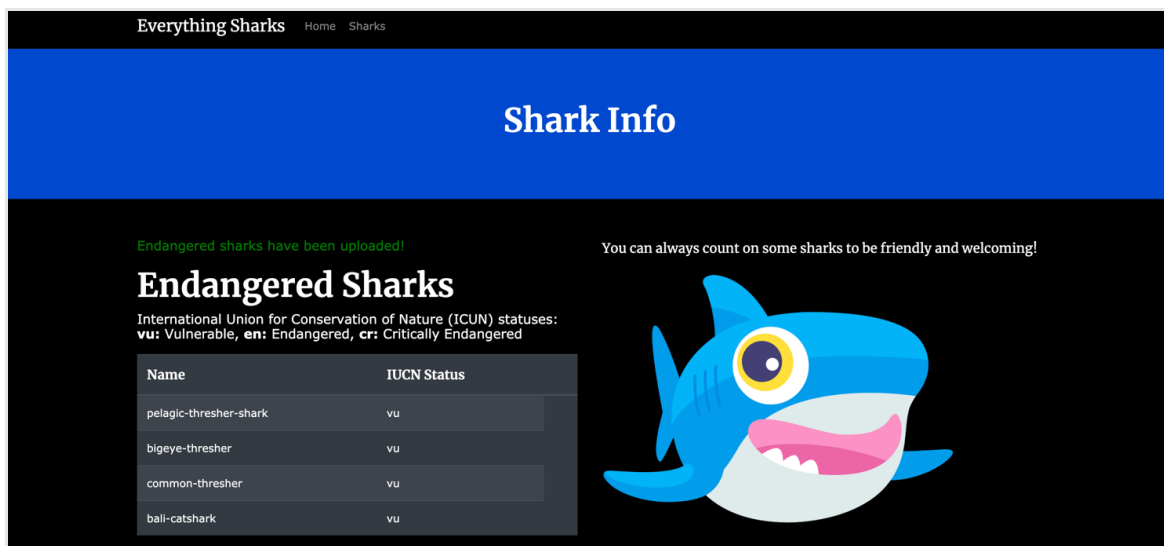 Everything Sharks Home Sharks
Shark Info
Endangered sharks have been uploaded!
Endangered Sharks
International Union for Conservation of Nature (ICUN) statuses:
vu: Vulnerable, en: Endangered, cr: Critically Endangered
Name IUCN Status
pelagic-thresher-shark vu
bigeye-thresher vu
common-thresher vu
bali-catshark vu
You can always count on some sharks to be friendly and welcoming!